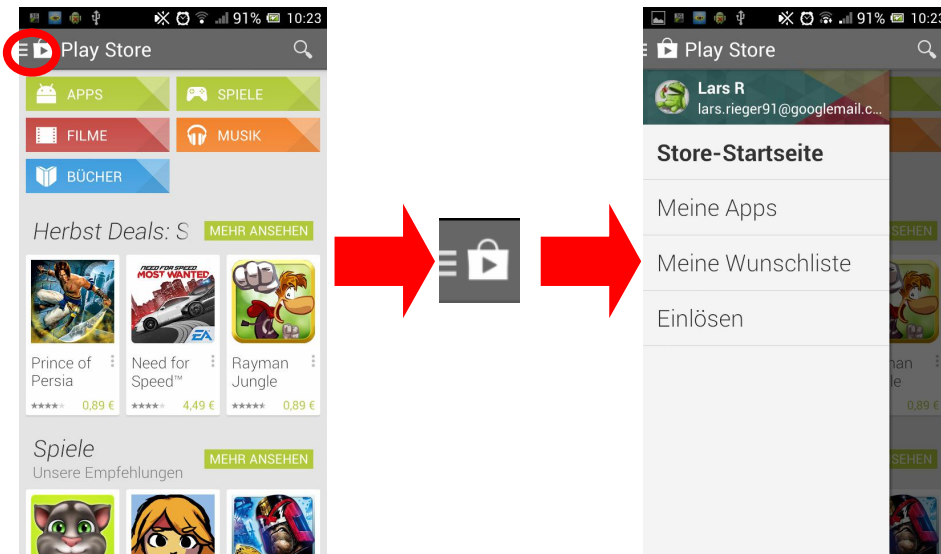 91% 10:23
Play Store
APPS
SPIELE
FILME
MUSIK
BÜCHER
Herbst Deals: S
MEHR ANSEHEN
NEED FOR SPEED
MOST WANTED
EA
Prince of Persia
Need for Speed™
Rayman Jungle
0,89 €
4,49 €
0,89 €
Spiele
MEHR ANSEHEN
Unsere Empfehlungen
91% 10:23
Play Store
Lars R
lars.rieger91@googlemail.c...
Store-Startseite
Meine Apps
Meine Wunschliste
SEHEN
Einlösen
nan
le
0,89 €
SEHEN